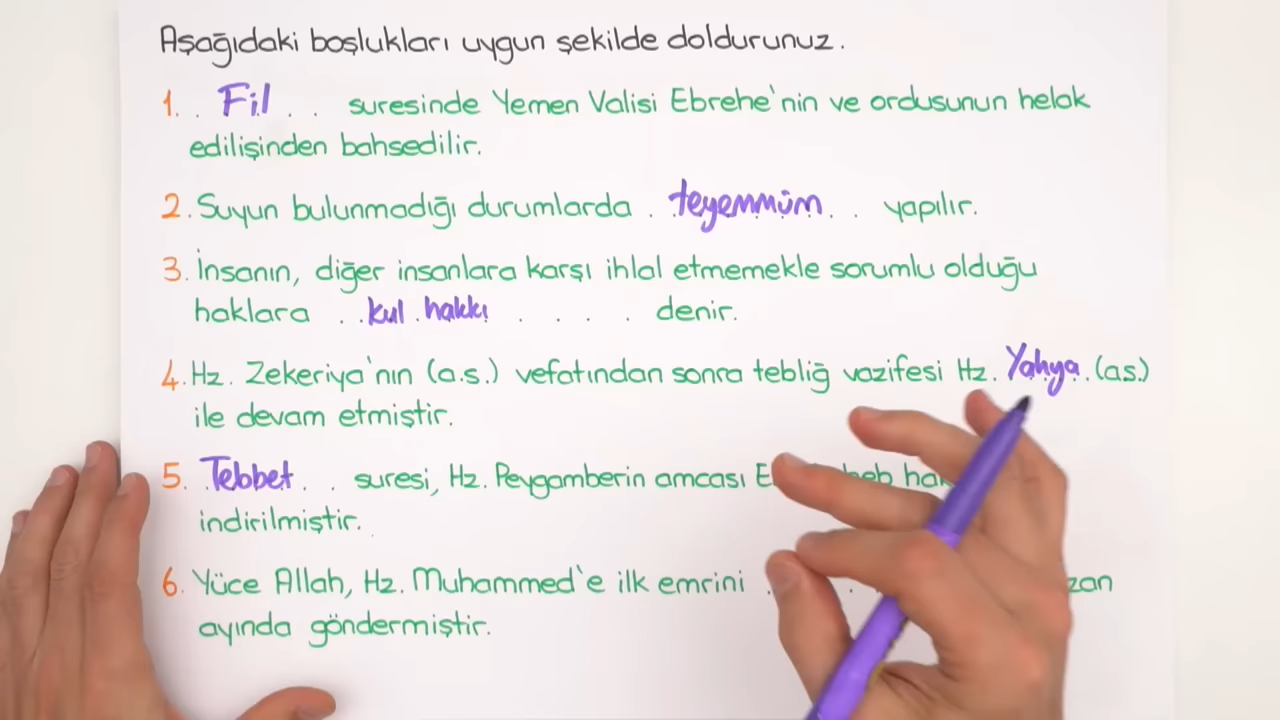 Aşağıdaki boşlukları uygun şekilde doldurunuz.
1. . Fil . . suresinde Yemen Valisi Ebrehe'nin ve ordusunun helak
edilişinden bahsedilir.
2. Suyun bulunmadığı durumlarda . teyemmüm . . yapılır.
3. İnsanın, diğer insanlara karşı ihlal etmemekle sorumlu olduğu
haklara . . kul hakkı . . . . denir.
4. Hz. Zekeriya'nın (a.s.) vefatından sonra tebliğ vazifesi Hz. Yahya . (as.)
ile devam etmiştir.
5. Tebbet . . suresi, Hz. Peygamberin amcası
indirilmiştir.
6. Yüce Allah, Hz. Muhammed'e ilk emrini
ayında göndermiştir.